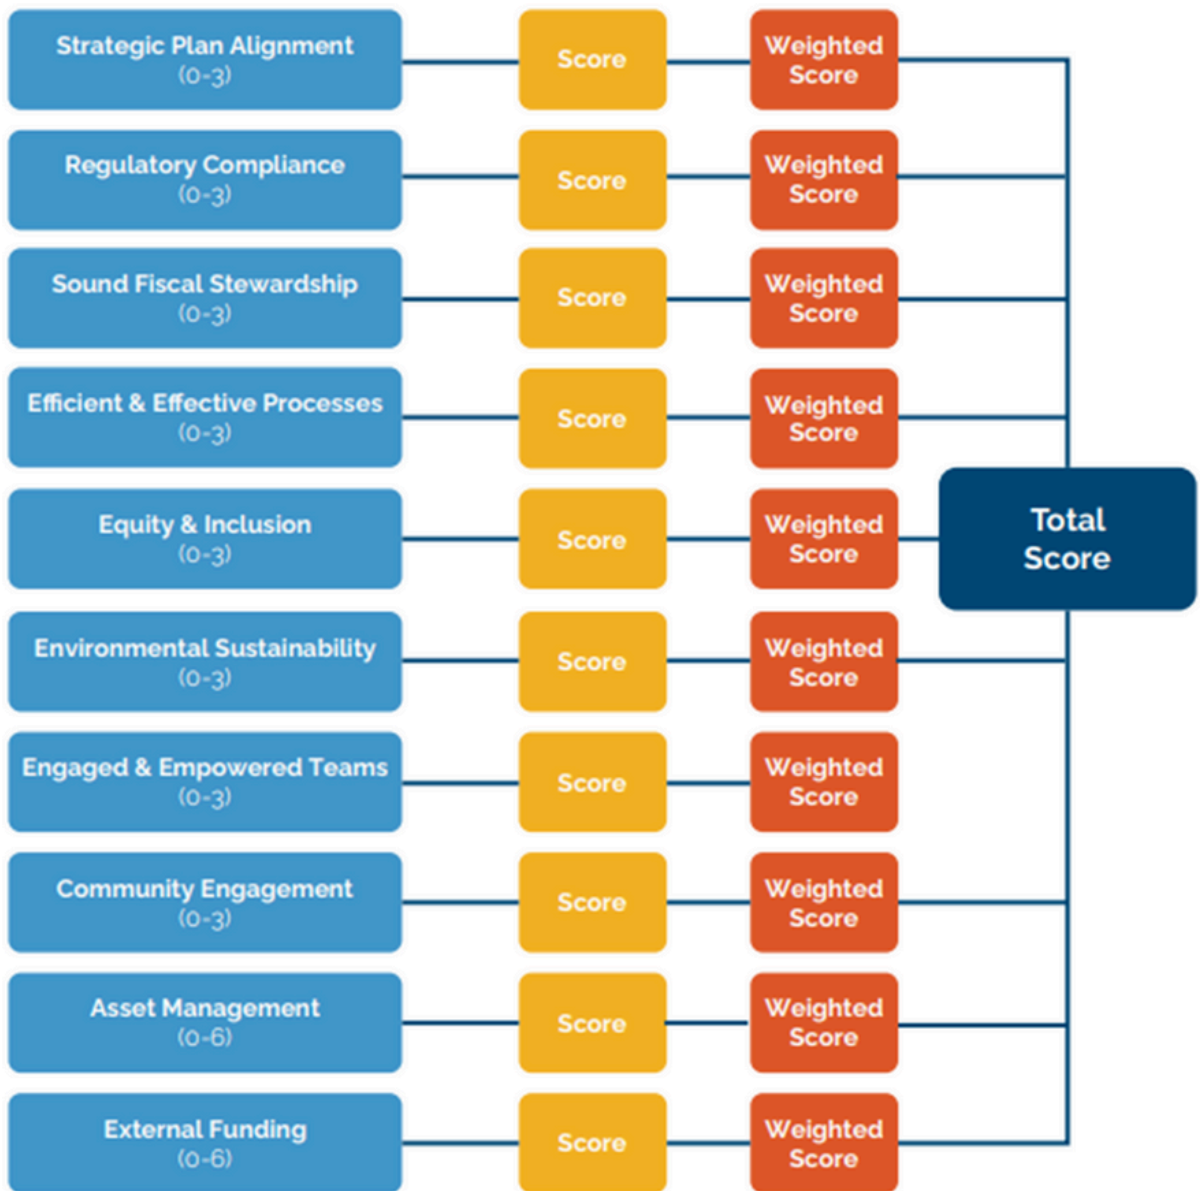 Strategic Plan Alignment
(0-3)
Score
Weighted
Score
Regulatory Compliance
(0-3)
Score
Weighted
Score
Sound Fiscal Stewardship
(0-3)
Score
Weighted
Score
Efficient & Effective Processes
(0-3)
Score
Weighted
Score
Equity & Inclusion
(0-3)
Score
Weighted
Score
Total
Score
Environmental Sustainability
(0-3)
Score
Weighted
Score
Engaged & Empowered Teams
(0-3)
Score
Weighted
Score
Community Engagement
(0-3)
Score
Weighted
Score
Asset Management
(0-6)
Score
Weighted
Score
External Funding
(0-6)
Score
Weighted
Score